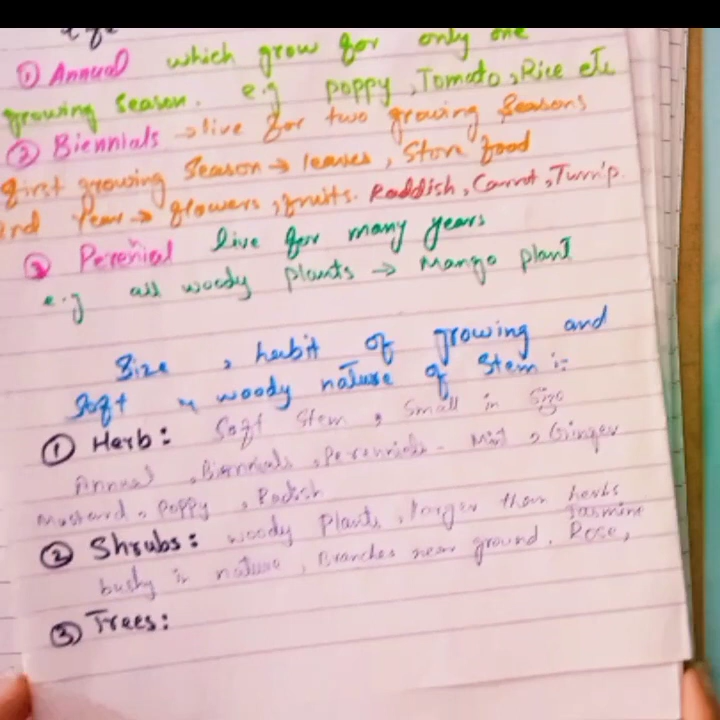 ① Annual which grow for only one
growing season. e.g poppy, Tomato, Rice etc
② Biennials → live for two growing seasons
first growing season → leaves, Store food
2nd Year → flowers, fruits. Raddish, Carrot, Turnip.
③ Perenial live for many years
e.g all woody plants → Mango plant
Size, habit of growing and
soft woody nature of stem :-
① Herb: Soft stem, small in size
Annual, Biennials, Perennials - Mint, Ginger
Mustard, Poppy, Radish
② Shrubs: woody plants, larger than herbs
bushy in nature, Branches near ground. Rose, Jasmine
③ Trees: